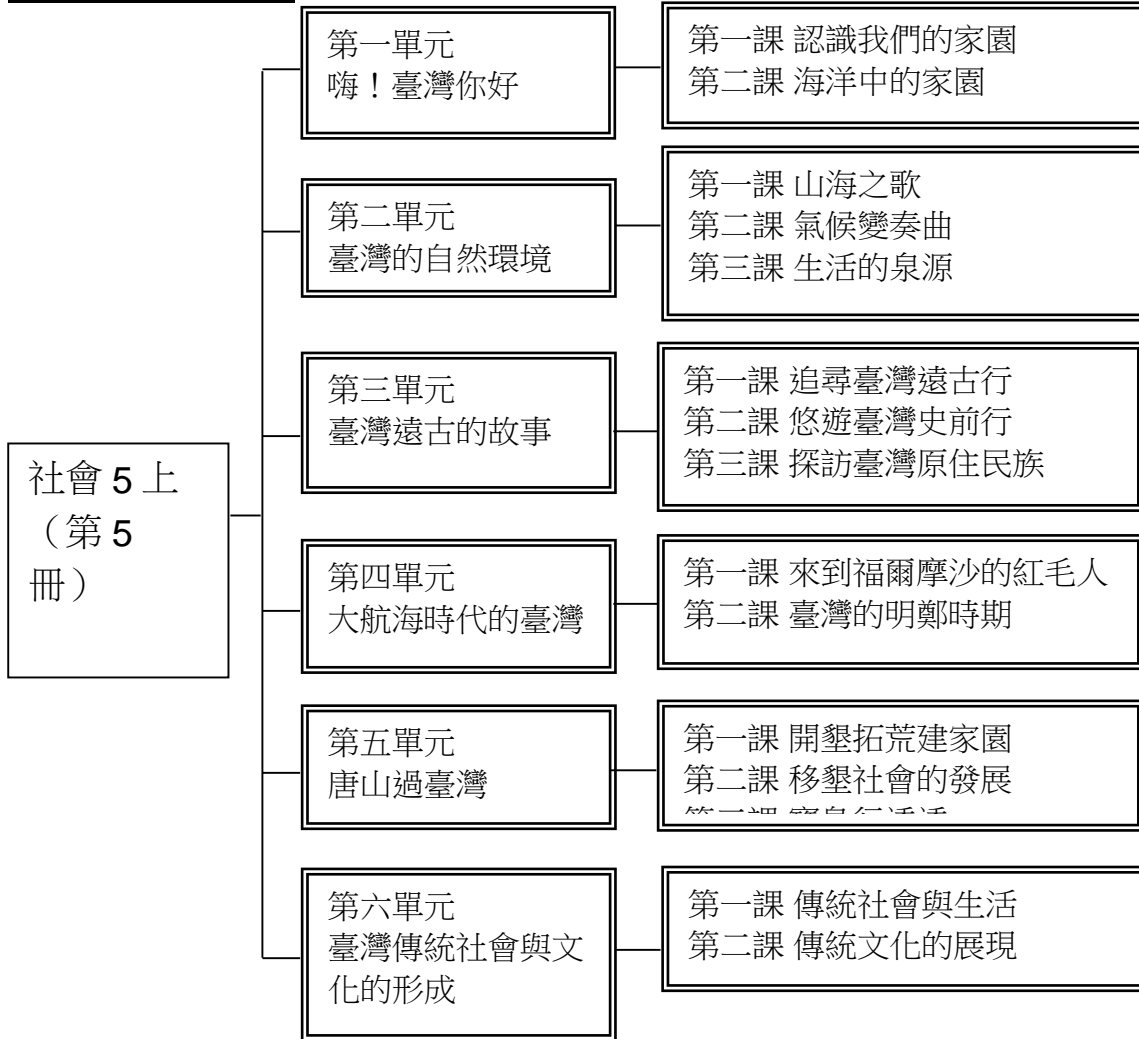 社會 5 上
（第 5
冊）
第一單元
嗨！臺灣你好
第一課 認識我們的家園
第二課 海洋中的家園
第二單元
臺灣的自然環境
第一課 山海之歌
第二課 氣候變奏曲
第三課 生活的泉源
第三單元
臺灣遠古的故事
第一課 追尋臺灣遠古行
第二課 悠遊臺灣史前行
第三課 探訪臺灣原住民族
第四單元
大航海時代的臺灣
第一課 來到福爾摩沙的紅毛人
第二課 臺灣的明鄭時期
第五單元
唐山過臺灣
第一課 開墾拓荒建家園
第二課 移墾社會的發展
第六單元
臺灣傳統社會與文
化的形成
第一課 傳統社會與生活
第二課 傳統文化的展現